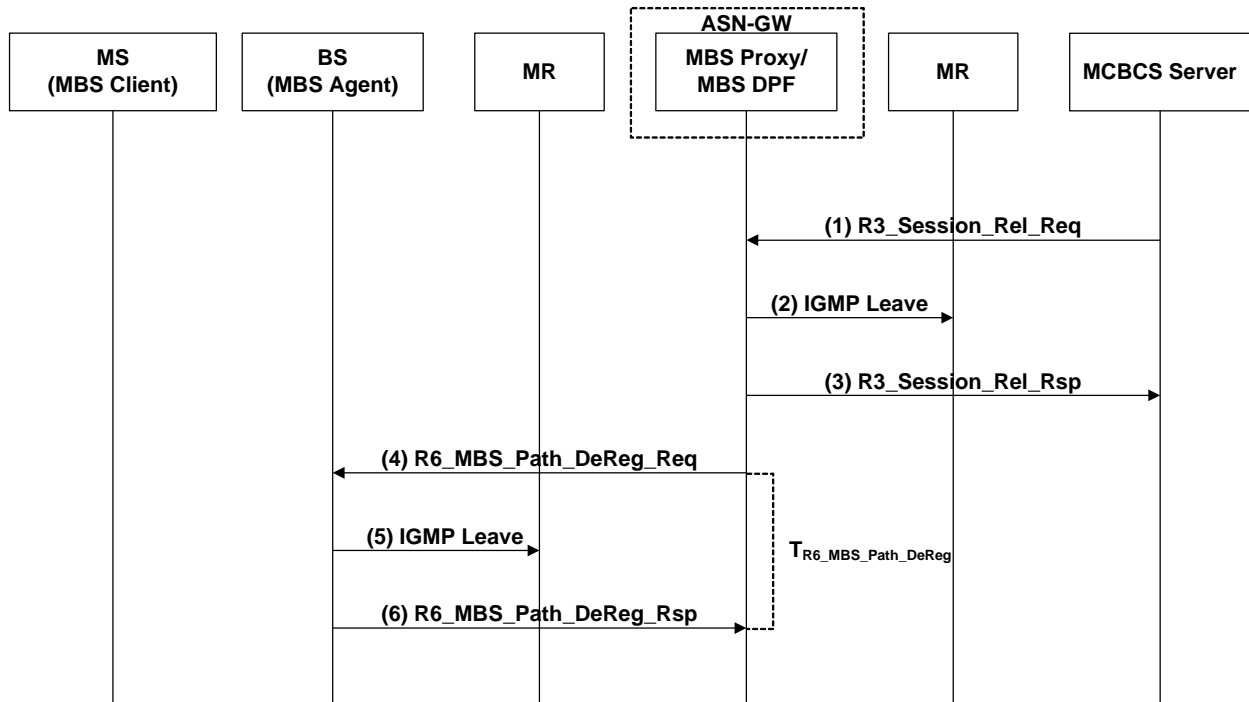 ASN-GW
MS
(MBS Client)
BS
(MBS Agent)
MR
MBS Proxy/
MBS DPF
MR
MCBCS Server
(1) R3_Session_Rel_Req
(2) IGMP Leave
(3) R3_Session_Rel_Rsp
(4) R6_MBS_Path_DeReg_Req
(5) IGMP Leave
TR6_MBS_Path_DeReg
(6) R6_MBS_Path_DeReg_Rsp